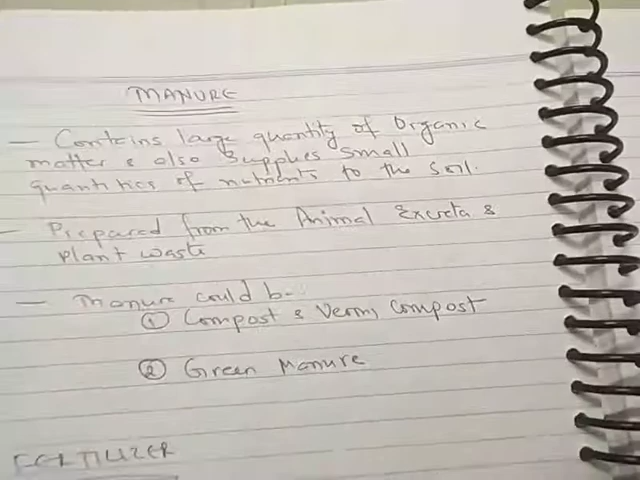 MANURE
— Contains large quantity of Organic
matter & also Supplies Small
quantities of nutrients to the Soil.
— Prepared from the Animal Excreta &
plant waste
— Manure could b-
① Compost & Vermi compost
② Green Manure
FERTILIZER